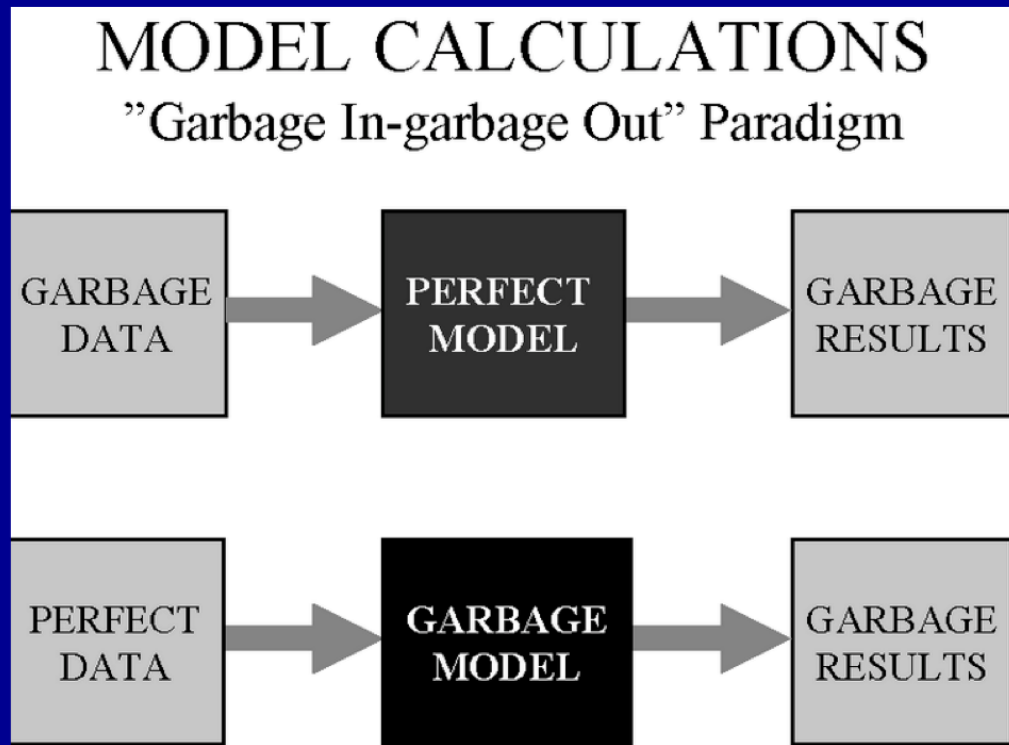 MODEL CALCULATIONS
”Garbage In-garbage Out” Paradigm
GARBAGE
DATA
PERFECT
MODEL
GARBAGE
RESULTS
PERFECT
DATA
GARBAGE
MODEL
GARBAGE
RESULTS